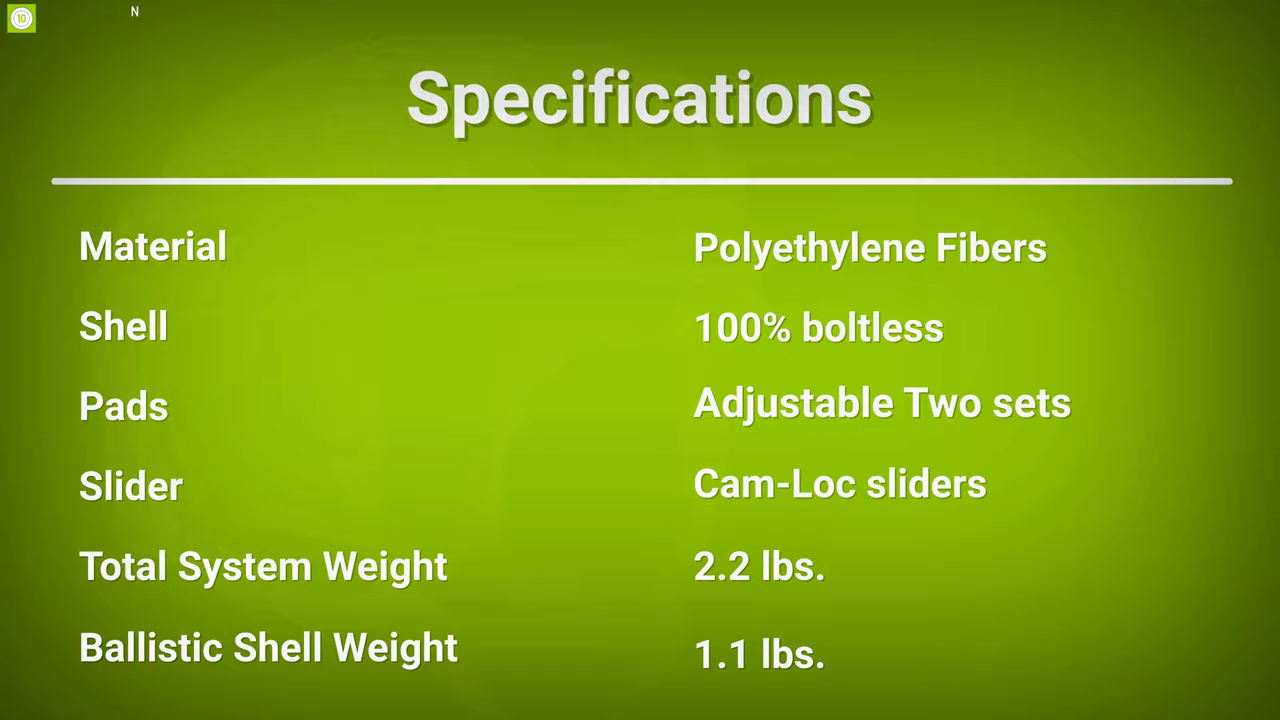 10
N
Specifications
Material Polyethylene Fibers
Shell 100% boltless
Pads Adjustable Two sets
Slider Cam-Loc sliders
Total System Weight 2.2 lbs.
Ballistic Shell Weight 1.1 lbs.